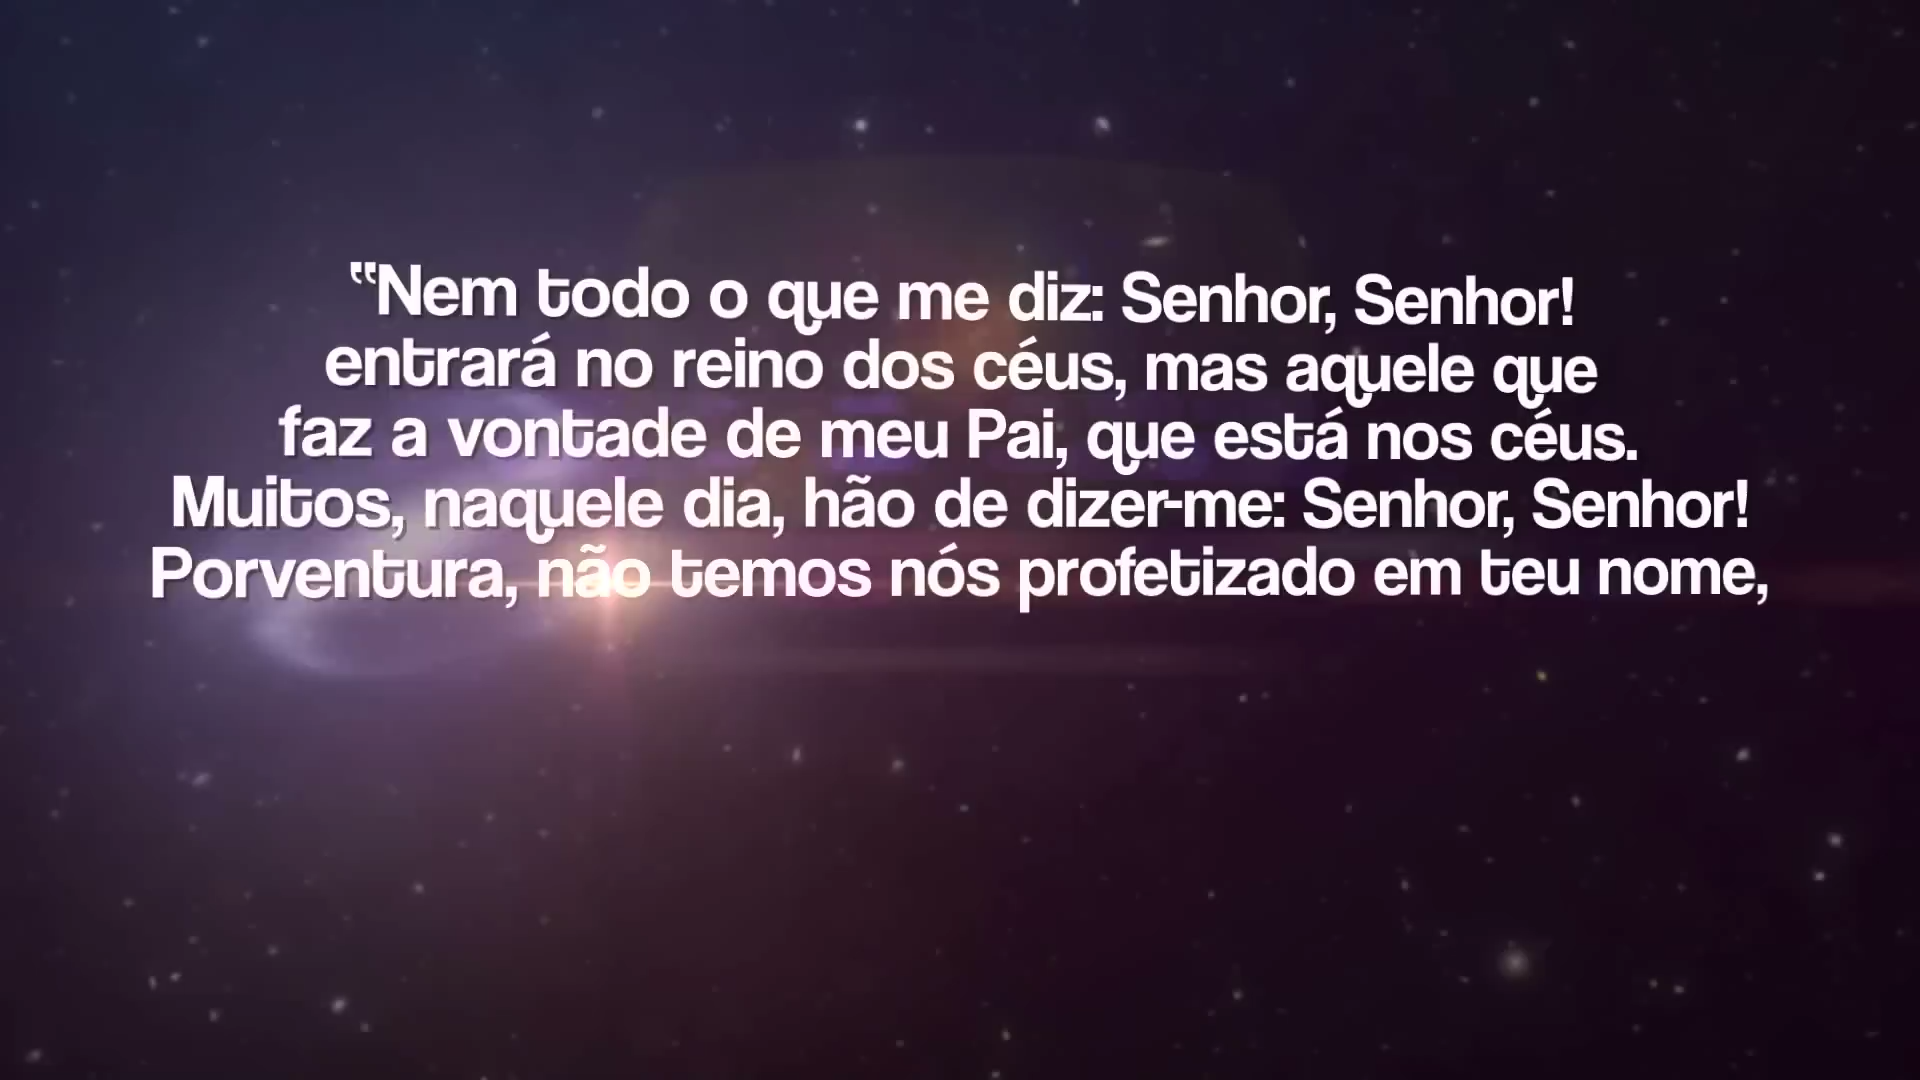 “Nem todo o que me diz: Senhor, Senhor!
entrará no reino dos céus, mas aquele que
faz a vontade de meu Pai, que está nos céus.
Muitos, naquele dia, hão de dizer-me: Senhor, Senhor!
Porventura, não temos nós profetizado em teu nome,